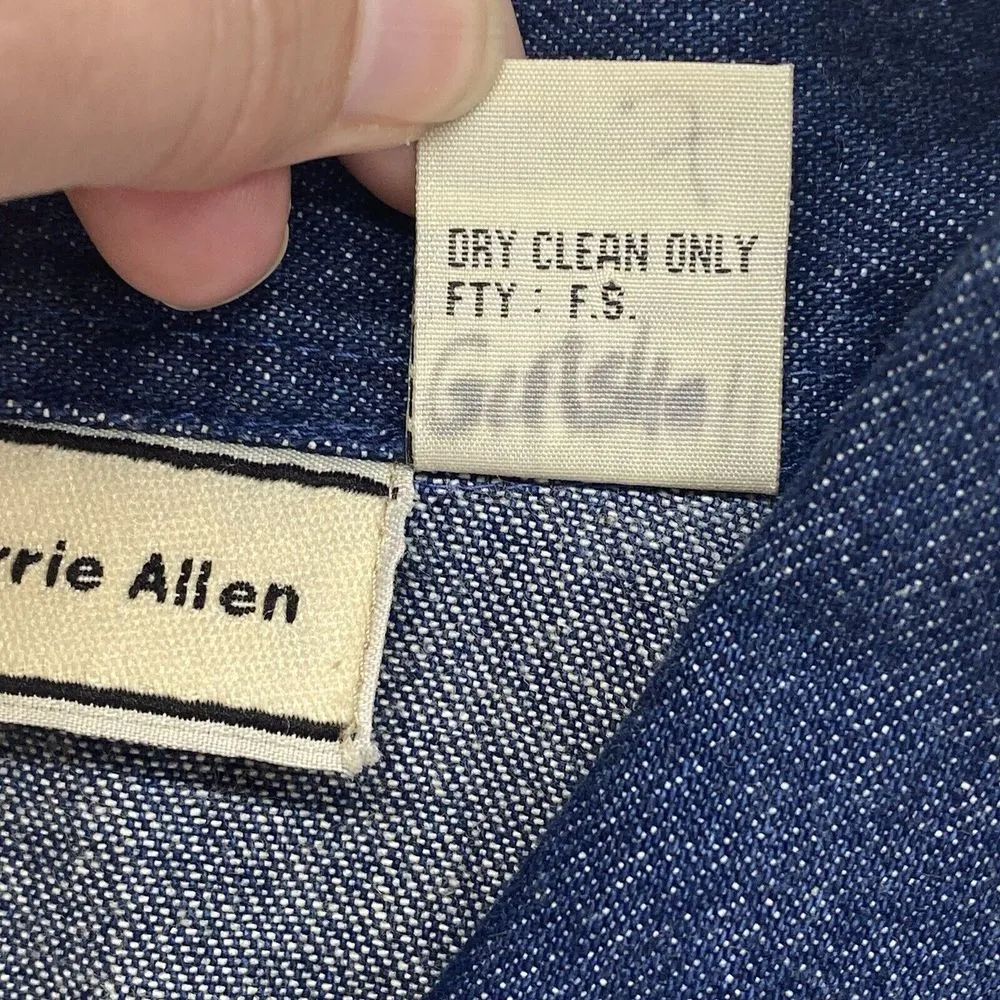 DRY CLEAN ONLY
FTY : F.S.
rrie Allen